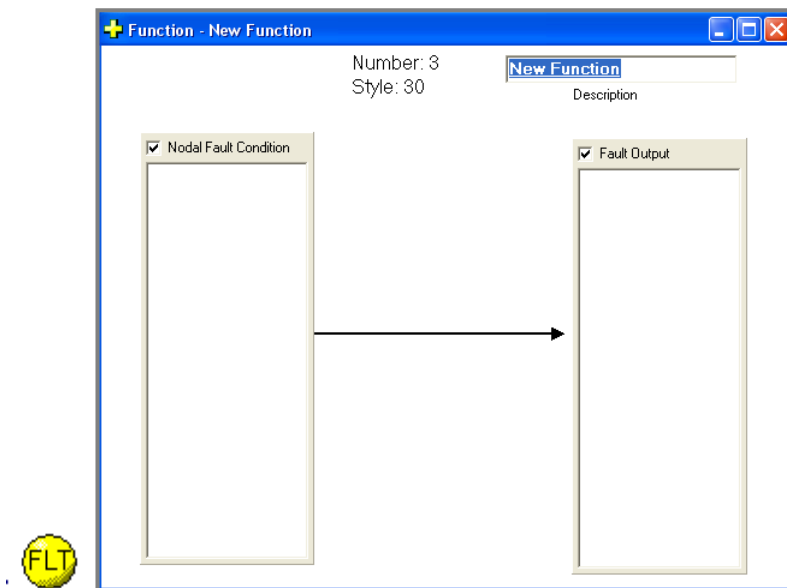 Function - New Function
Number: 3
Style: 30
New Function
Description
Nodal Fault Condition
Fault Output
FLT